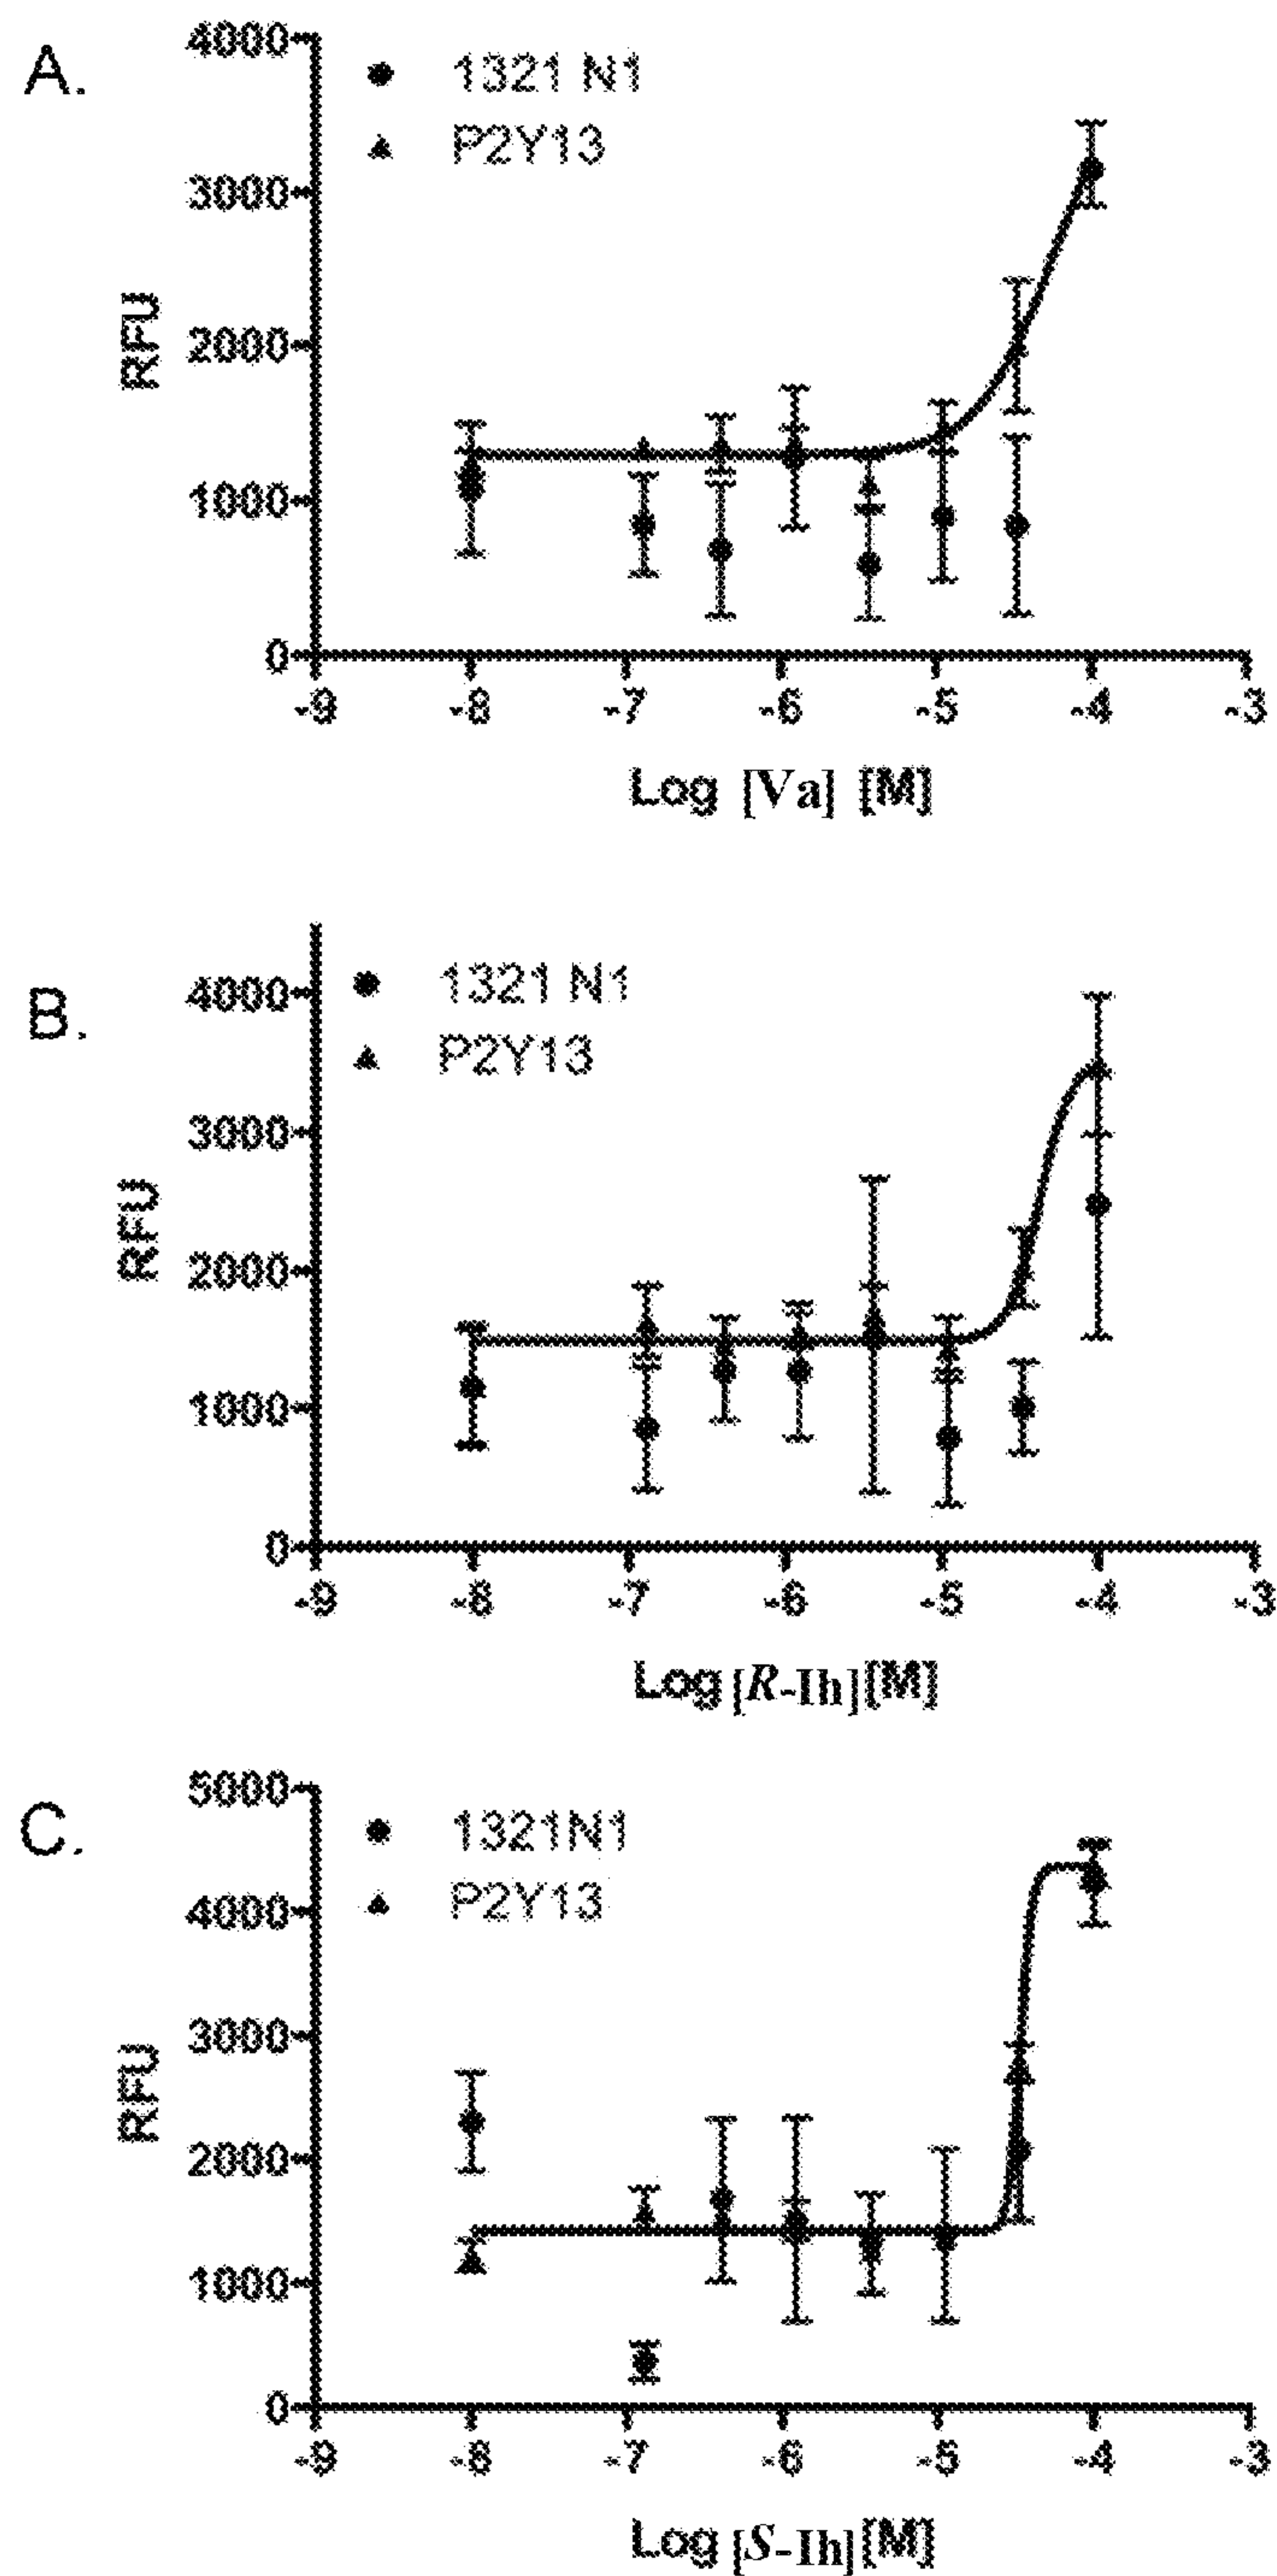 A.
4000
3000
2000
1000
0
RFU
1321 N1
P2Y13
-9 -8 -7 -6 -5 -4 -3
Log [Va] [M]
B.
4000
3000
2000
1000
0
RFU
1321 N1
P2Y13
-9 -8 -7 -6 -5 -4 -3
Log [R-Ih] [M]
C.
5000
4000
3000
2000
1000
0
RFU
1321N1
P2Y13
-9 -8 -7 -6 -5 -4 -3
Log [S-Ih] [M]